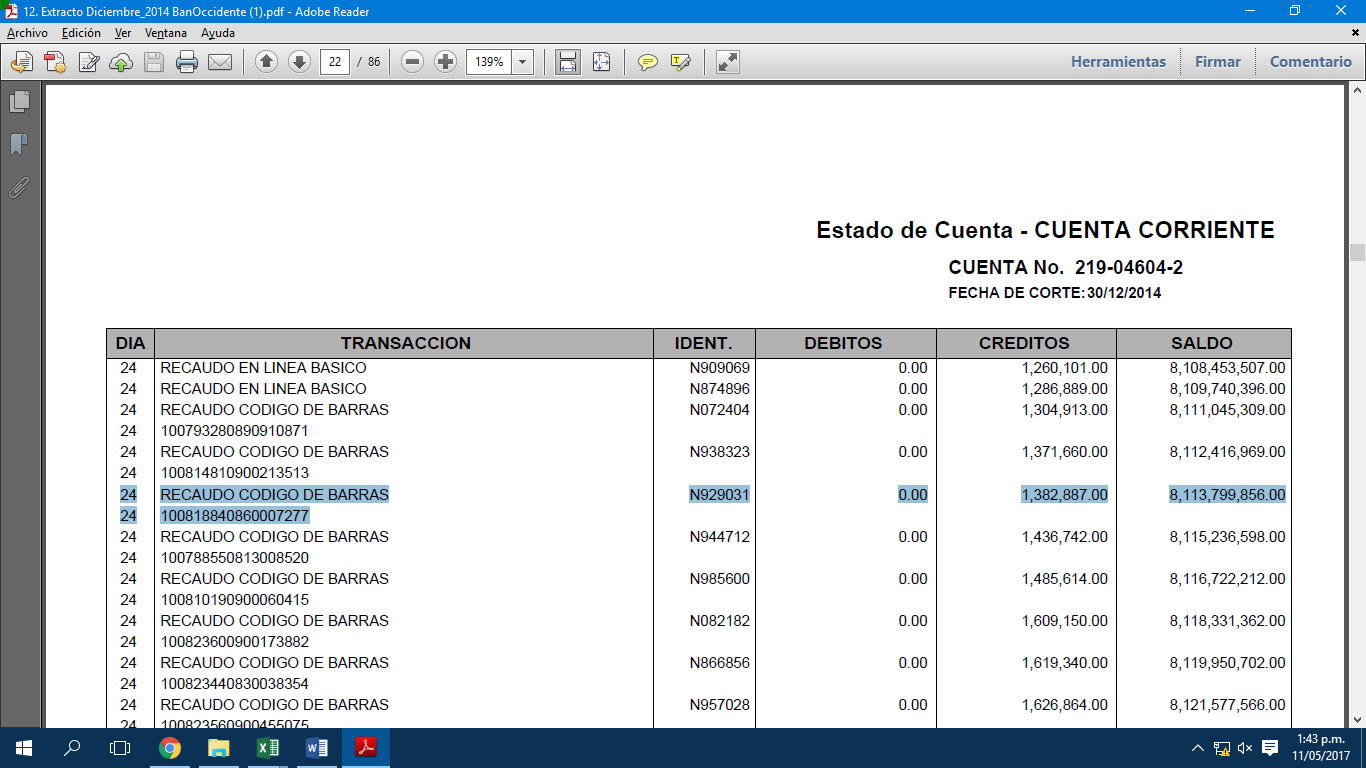 12. Extracto Diciembre_2014 BanOccidente (1).pdf - Adobe Reader
Archivo Edición Ver Ventana Ayuda
22 / 86 139% Herramientas Firmar Comentario
Estado de Cuenta - CUENTA CORRIENTE
CUENTA No. 219-04604-2
FECHA DE CORTE:30/12/2014
DIA TRANSACCION IDENT. DEBITOS CREDITOS SALDO
24 RECAUDO EN LINEA BASICO N909069 0.00 1,260,101.00 8,108,453,507.00
24 RECAUDO EN LINEA BASICO N874896 0.00 1,286,889.00 8,109,740,396.00
24 RECAUDO CODIGO DE BARRAS N072404 0.00 1,304,913.00 8,111,045,309.00
24 100793280890910871
24 RECAUDO CODIGO DE BARRAS N938323 0.00 1,371,660.00 8,112,416,969.00
24 100814810900213513
24 RECAUDO CODIGO DE BARRAS N929031 0.00 1,382,887.00 8,113,799,856.00
24 100818840860007277
24 RECAUDO CODIGO DE BARRAS N944712 0.00 1,436,742.00 8,115,236,598.00
24 100788550813008520
24 RECAUDO CODIGO DE BARRAS N985600 0.00 1,485,614.00 8,116,722,212.00
24 100810190900060415
24 RECAUDO CODIGO DE BARRAS N082182 0.00 1,609,150.00 8,118,331,362.00
24 100823600900173882
24 RECAUDO CODIGO DE BARRAS N866856 0.00 1,619,340.00 8,119,950,702.00
24 100823440830038354
24 RECAUDO CODIGO DE BARRAS N957028 0.00 1,626,864.00 8,121,577,566.00
24 100823560900455075
1:43 p.m.
11/05/2017